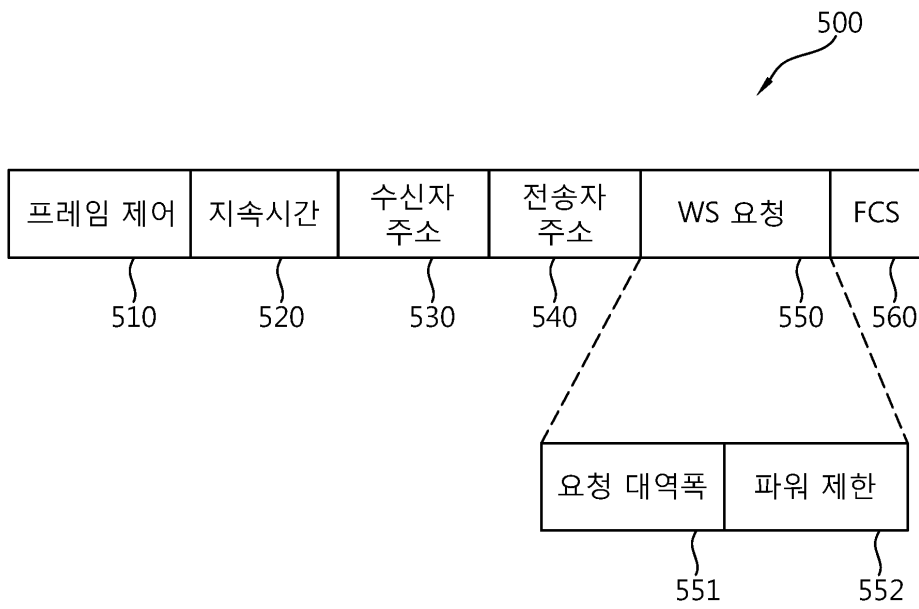 500
프레임 제어
지속시간
수신자
주소
전송자
주소
WS 요청
FCS
510
520
530
540
550
560
요청 대역폭
파워 제한
551
552